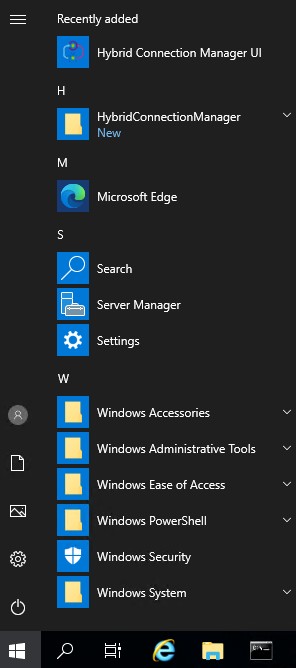 Recently added
Hybrid Connection Manager UI
H
HybridConnectionManager
New
M
Microsoft Edge
S
Search
Server Manager
Settings
W
Windows Accessories
Windows Administrative Tools
Windows Ease of Access
Windows PowerShell
Windows Security
Windows System